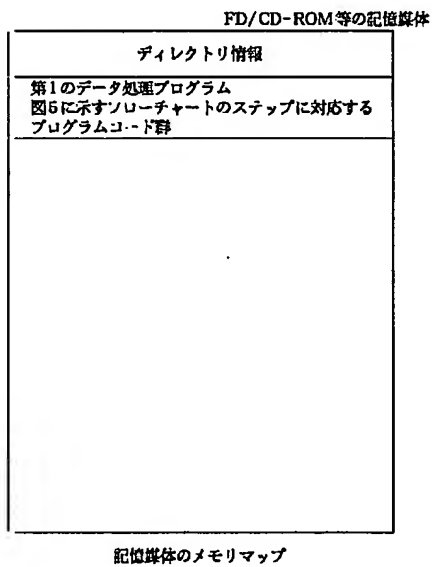 FD/CD-ROM等の記憶媒体
ディレクトリ情報
第1のデータ処理プログラム
図5に示すフローチャートのステップに対応する
プログラムコード群
記憶媒体のメモリマップ